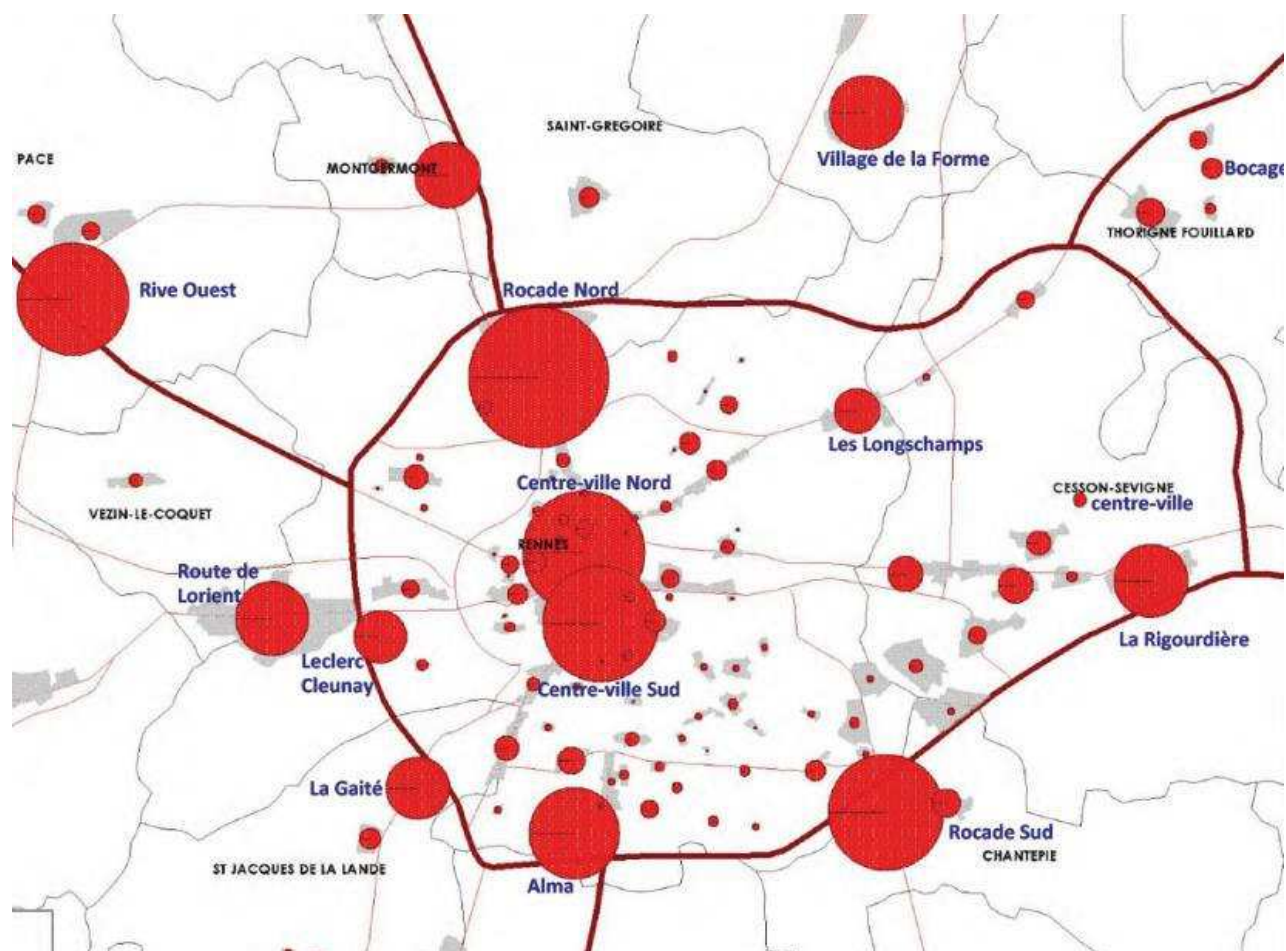 SAINT-GREGOIRE
PACE
MONTGERMONT
Village de la Forme
Bocage
THORIGNE FOUILLARD
Rive Ouest
Rocade Nord
Les Longschamps
Centre-ville Nord
CESSON-SEVIGNE
centre-ville
VEZIN-LE-COQUET
RENNES
Route de
Lorient
La Rigourdière
Leclerc
Cleunay
Centre-ville Sud
La Gaité
Rocade Sud
CHANTEPIE
ST JACQUES DE LA LANDE
Alma